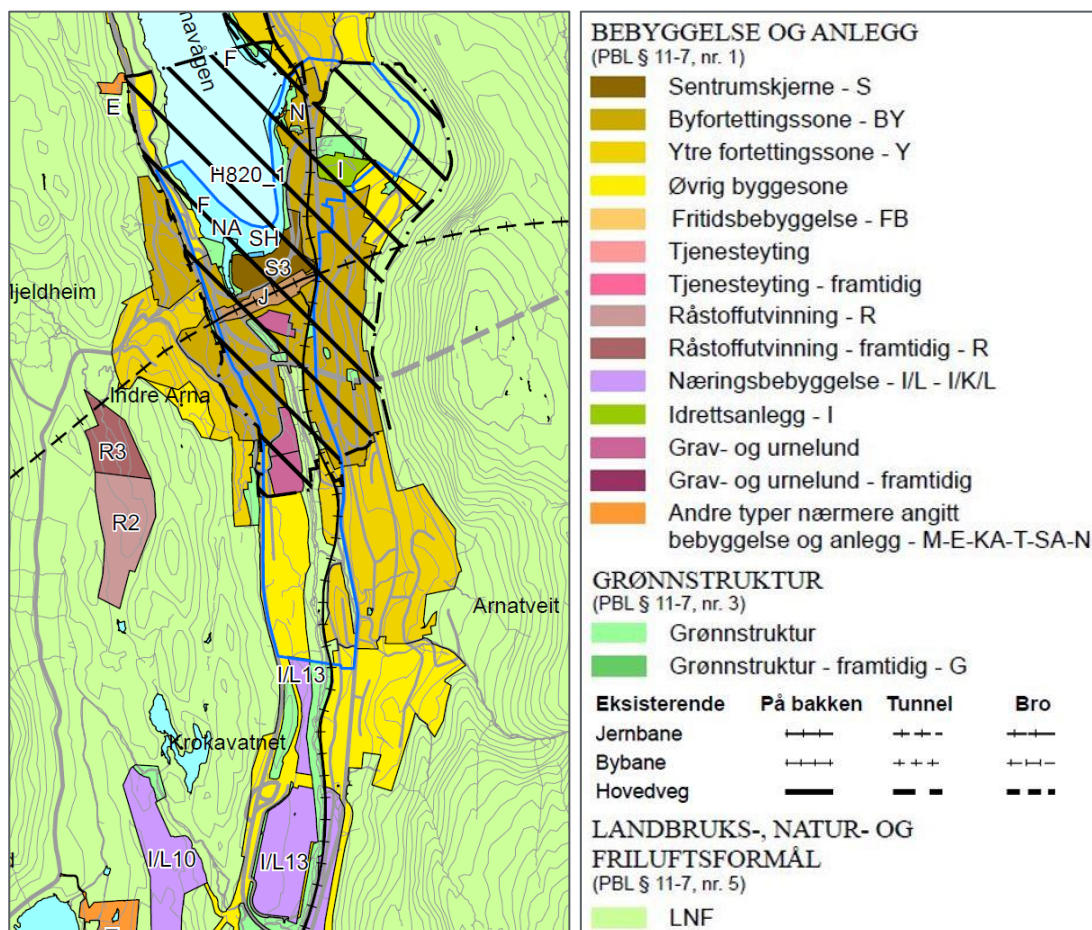 F
E
N
H820_1
I
F
NA
SH
S3
J
Indre Arna
R3
R2
Arnatveit
I/L13
Krokavatnet
I/L10
I/L13
BEBYGGELSE OG ANLEGG
(PBL § 11-7, nr. 1)
Sentrumskjerne - S
Byfortettingssone - BY
Ytre fortettingssone - Y
Øvrig byggesone
Fritidsbebyggelse - FB
Tjenesteyting
Tjenesteyting - framtidig
Råstoffutvinning - R
Råstoffutvinning - framtidig - R
Næringsbebyggelse - I/L - I/K/L
Idrettsanlegg - I
Grav- og urnelund
Grav- og urnelund - framtidig
Andre typer nærmere angitt
bebyggelse og anlegg - M-E-KA-T-SA-N
GRØNNSTRUKTUR
(PBL § 11-7, nr. 3)
Grønnstruktur
Grønnstruktur - framtidig - G
Eksisterende På bakken Tunnel Bro
Jernbane
Bybane
Hovedveg
LANDBRUKS-, NATUR- OG
FRILUFTSFORMÅL
(PBL § 11-7, nr. 5)
LNF